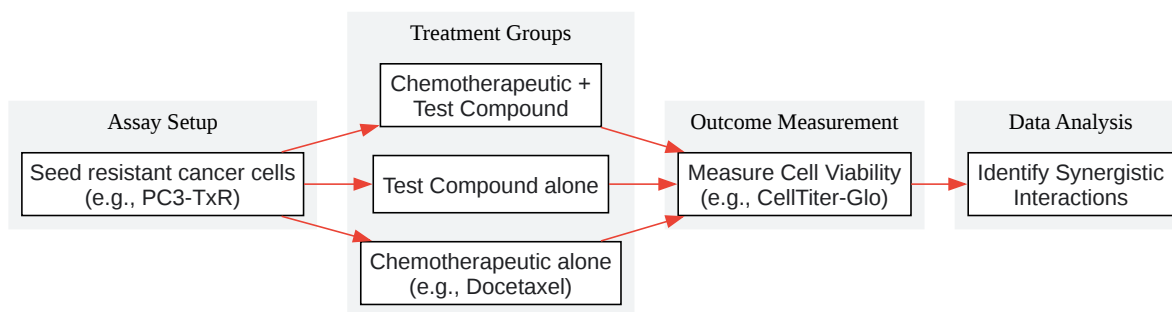 Assay Setup
Seed resistant cancer cells
(e.g., PC3-TxR)
Treatment Groups
Chemotherapeutic +
Test Compound
Test Compound alone
Chemotherapeutic alone
(e.g., Docetaxel)
Outcome Measurement
Measure Cell Viability
(e.g., CellTiter-Glo)
Data Analysis
Identify Synergistic
Interactions